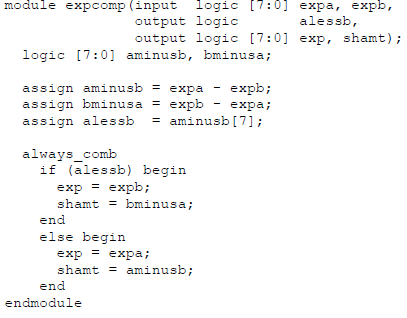 module expcomp(input  logic [7:0] expa, expb,
               output logic       alessb,
               output logic [7:0] exp, shamt);
  logic [7:0] aminusb, bminusa;

  assign aminusb = expa - expb;
  assign bminusa = expb - expa;
  assign alessb  = aminusb[7];

  always_comb
    if (alessb) begin
      exp = expb;
      shamt = bminusa;
    end
    else begin
      exp = expa;
      shamt = aminusb;
    end
endmodule